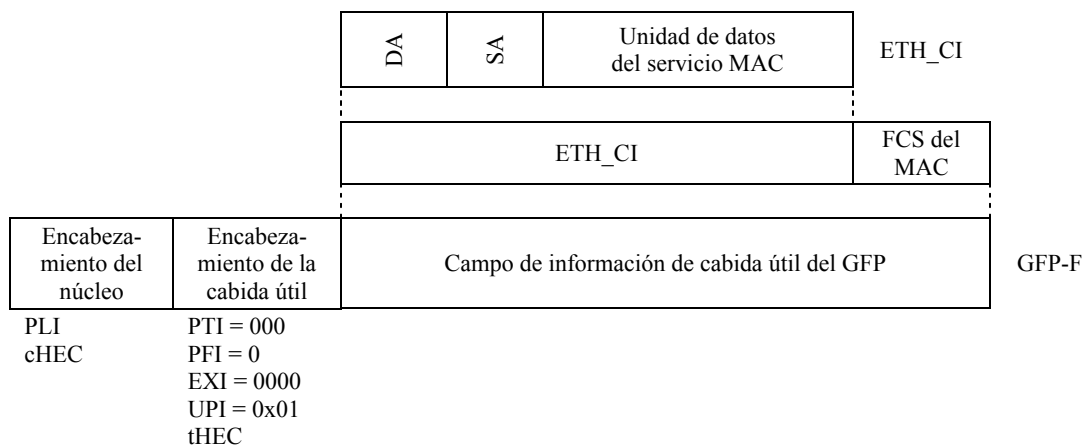 DA
SA
Unidad de datos
del servicio MAC
ETH_CI
ETH_CI
FCS del
MAC
Encabeza-
miento del
núcleo
Encabeza-
miento de la
cabida útil
Campo de información de cabida útil del GFP
GFP-F
PLI
cHEC
PTI = 000
PFI = 0
EXI = 0000
UPI = 0x01
tHEC